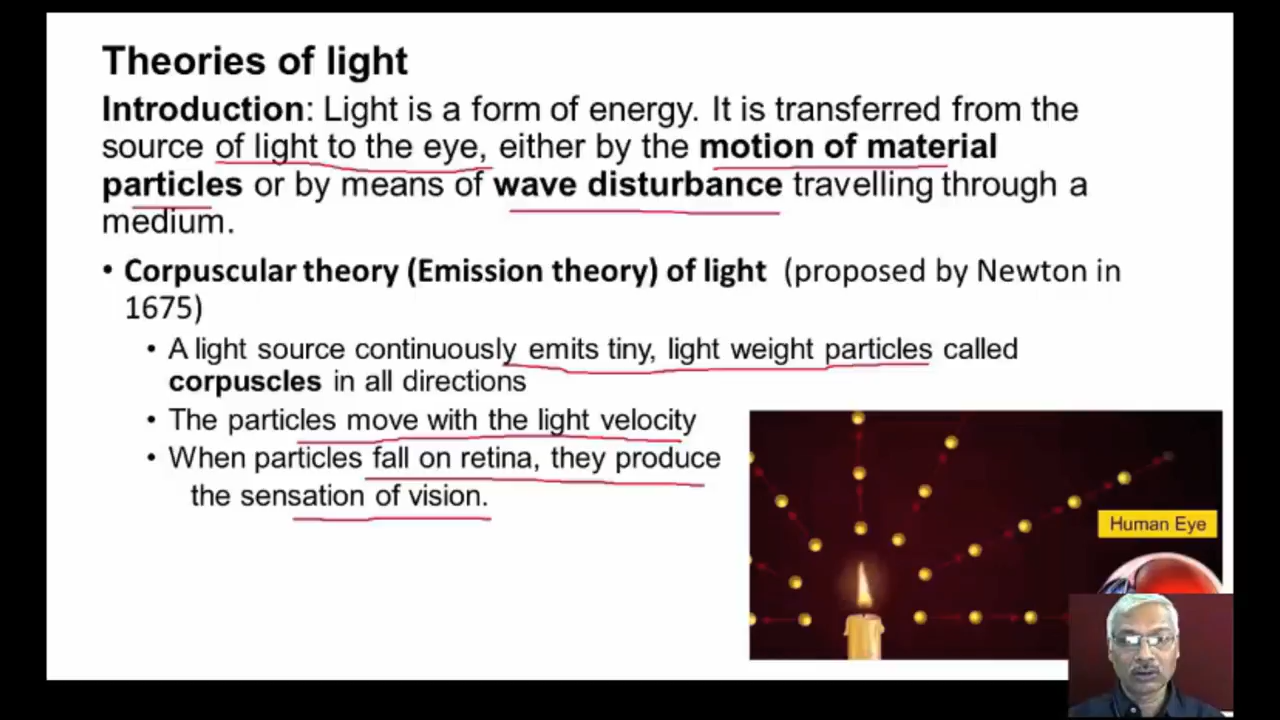 Theories of light
Introduction: Light is a form of energy. It is transferred from the
source of light to the eye, either by the motion of material
particles or by means of wave disturbance travelling through a
medium.
• Corpuscular theory (Emission theory) of light (proposed by Newton in
1675)
• A light source continuously emits tiny, light weight particles called
corpuscles in all directions
• The particles move with the light velocity
• When particles fall on retina, they produce
the sensation of vision.
Human Eye